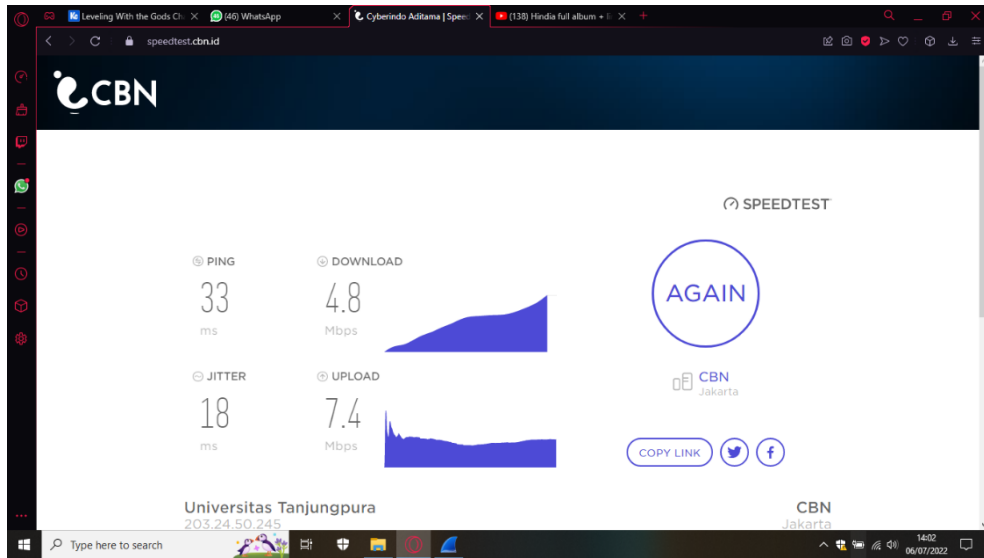 Leveling With the Gods Ch
(46) WhatsApp
Cyberindo Aditama | Speed
(138) Hindia full album + li
speedtest.cbn.id
CBN
SPEEDTEST
PING
33
ms
DOWNLOAD
4.8
Mbps
AGAIN
JITTER
18
ms
UPLOAD
7.4
Mbps
CBN
Jakarta
COPY LINK
Universitas Tanjungpura
203.24.50.245
CBN
Jakarta
Type here to search
14:02
06/07/2022